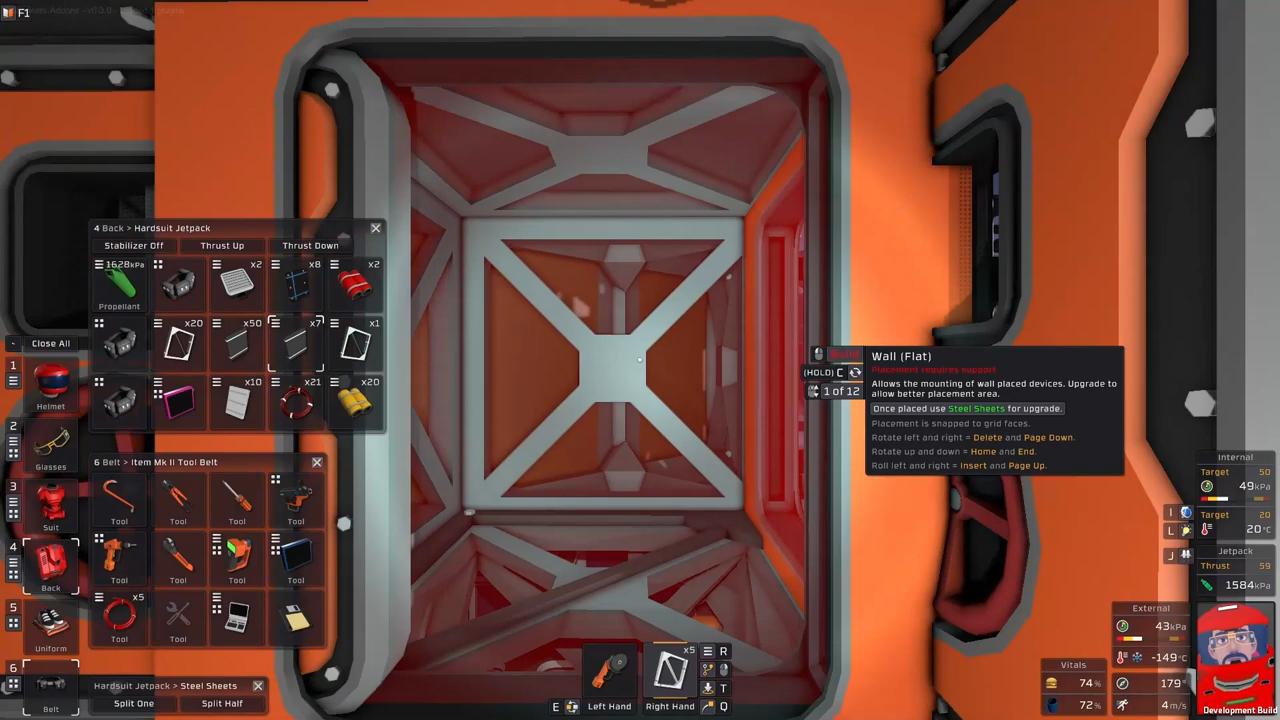 F1
4 Back > Hardsuit Jetpack
Stabilizer Off
Thrust Up
Thrust Down
1628kPa
x2
x8
x2
Propellant
x20
x50
x7
x1
x10
x21
x20
Close All
1
Helmet
2
Glasses
3
Suit
4
Back
5
Uniform
6
Belt
6 Belt > Item Mk II Tool Belt
Tool
Tool
Tool
Tool
Tool
Tool
Tool
Tool
x5
Tool
Tool
Hardsuit Jetpack > Steel Sheets
Split One
Split Half
Build
(HOLD) C
1 of 12
Wall (Flat)
Placement requires support
Allows the mounting of wall placed devices. Upgrade to
allow better placement area.
Once placed use Steel Sheets for upgrade.
Placement is snapped to grid faces.
Rotate left and right = Delete and Page Down.
Rotate up and down = Home and End.
Roll left and right = Insert and Page Up.
E
Left Hand
x5
Right Hand
R
T
Q
Internal
Target 50
49kPa
Target 20
20°C
I
L
J
Jetpack
Thrust 59
1584kPa
External
43kPa
-149°C
179°
4m/s
Vitals
74%
72%
Development Build